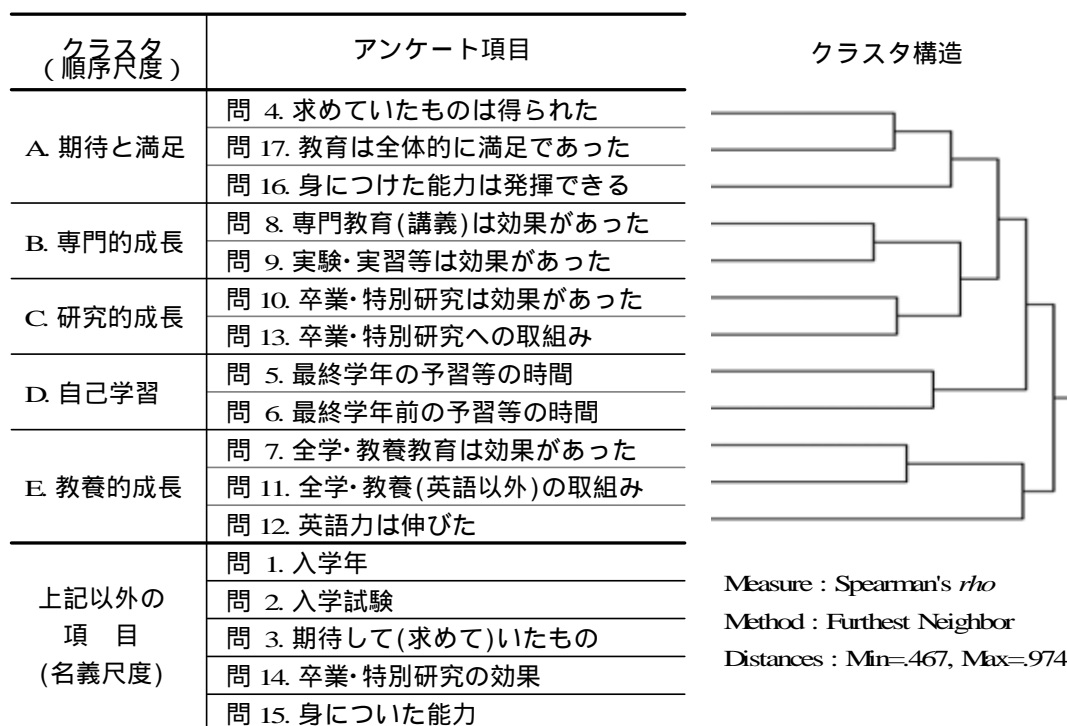 クラスタ
(順序尺度)
アンケート項目
クラスタ構造
A. 期待と満足
問 4. 求めていたものは得られた
問 17. 教育は全体的に満足であった
問 16. 身につけた能力は発揮できる
B. 専門的成長
問 8. 専門教育(講義)は効果があった
問 9. 実験・実習等は効果があった
C. 研究的成長
問 10. 卒業・特別研究は効果があった
問 13. 卒業・特別研究への取組み
D. 自己学習
問 5. 最終学年の予習等の時間
問 6. 最終学年前の予習等の時間
E. 教養的成長
問 7. 全学・教養教育は効果があった
問 11. 全学・教養(英語以外)の取組み
問 12. 英語力は伸びた
上記以外の
項 目
(名義尺度)
問 1. 入学年
問 2. 入学試験
問 3. 期待して(求めて)いたもの
問 14. 卒業・特別研究の効果
問 15. 身についた能力
Measure : Spearman's rho
Method : Furthest Neighbor
Distances : Min=.467, Max=.974